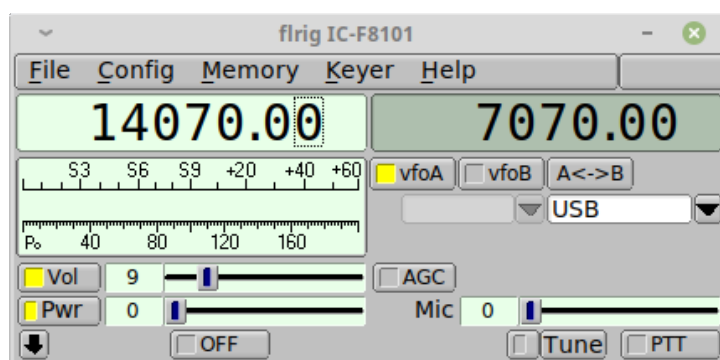 flrig IC-F8101
File Config Memory Keyer Help
14070.00 7070.00
S3 S6 S9 +20 +40 +60 vfoA vfoB A<->B
USB
Po 40 80 120 160
Vol 9 AGC
Pwr 0 Mic 0
OFF Tune PTT